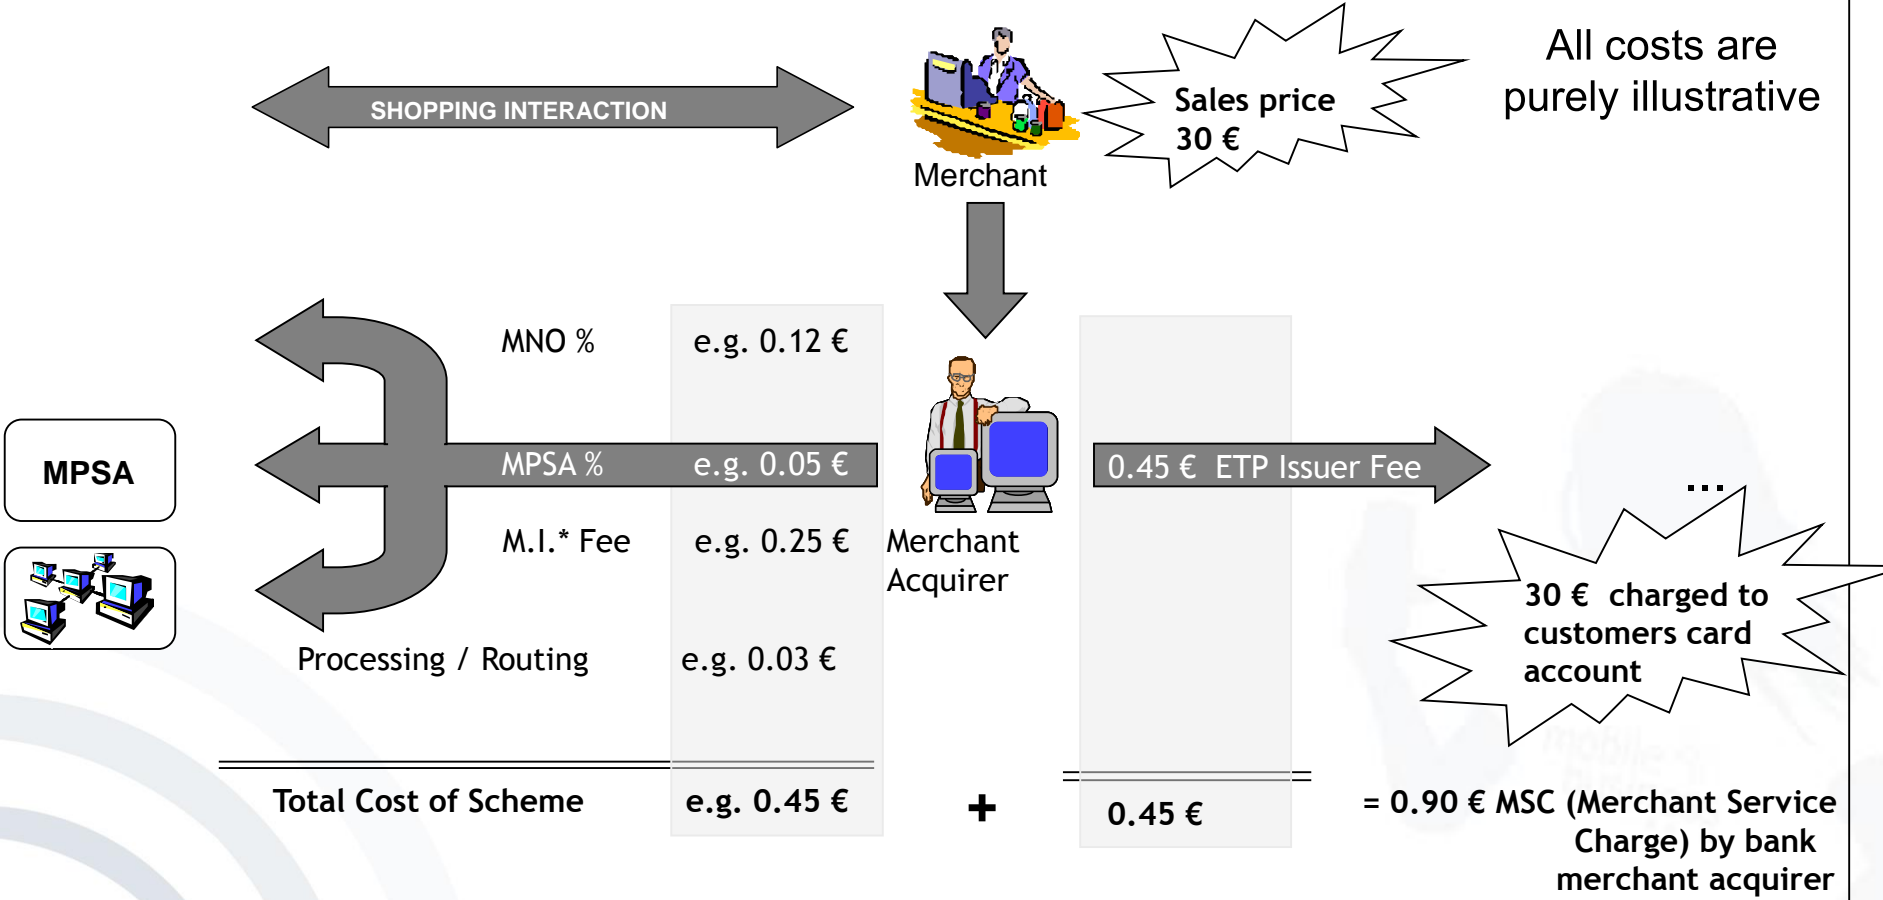 All costs are
purely illustrative
SHOPPING INTERACTION
Sales price
30 €
Merchant
MNO % e.g. 0.12 €
MPSA
MPSA % e.g. 0.05 €
0.45 € ETP Issuer Fee
...
M.I.* Fee e.g. 0.25 €
Merchant
Acquirer
30 € charged to
customers card
account
Processing / Routing e.g. 0.03 €
Total Cost of Scheme e.g. 0.45 € + 0.45 € = 0.90 € MSC (Merchant Service
Charge) by bank
merchant acquirer